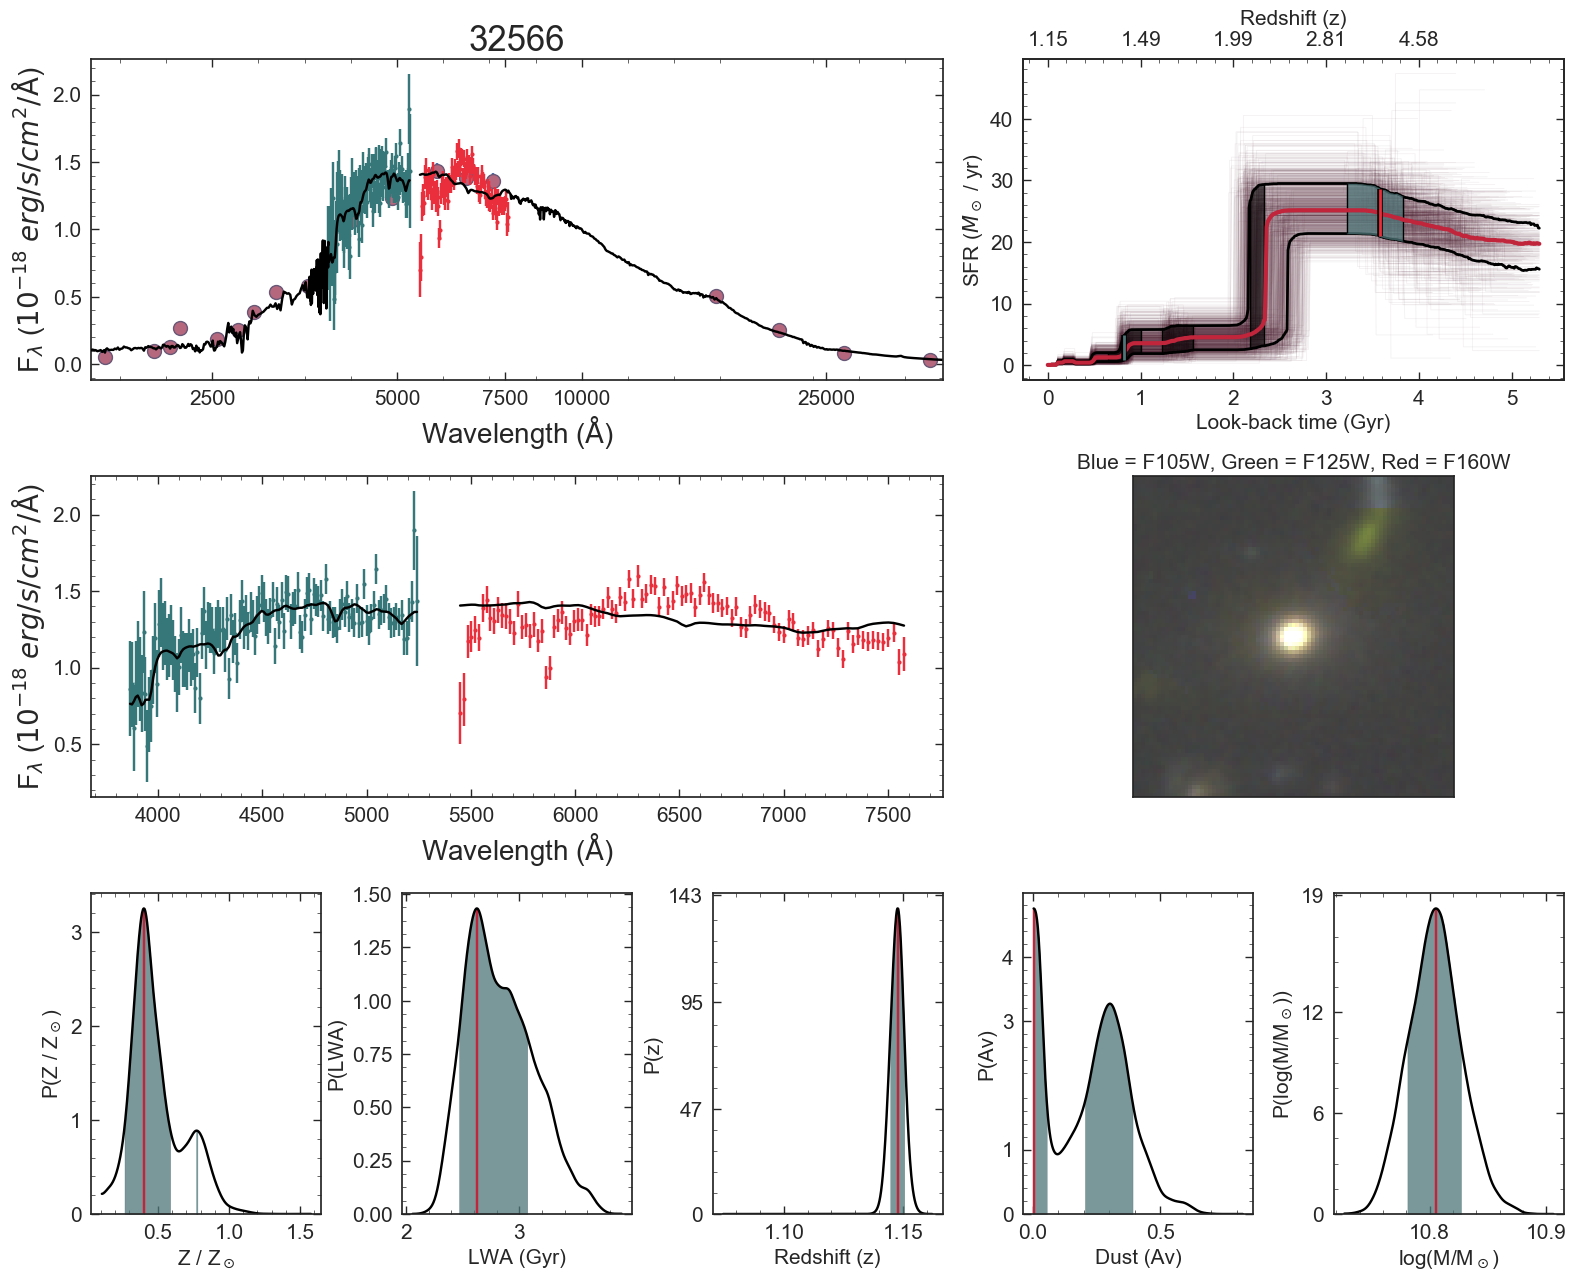 32566
Redshift (z)
1.15 1.49 1.99 2.81 4.58
F_λ (10^−18 erg/s/cm^2/Å)
2.0
1.5
1.0
0.5
0.0
2500 5000 7500 10000 25000
Wavelength (Å)
SFR (M_⊙ / yr)
40
30
20
10
0
0 1 2 3 4 5
Look-back time (Gyr)
F_λ (10^−18 erg/s/cm^2/Å)
2.0
1.5
1.0
0.5
4000 4500 5000 5500 6000 6500 7000 7500
Wavelength (Å)
Blue = F105W, Green = F125W, Red = F160W
P(Z / Z_⊙)
3
2
1
0
0.5 1.0 1.5
Z / Z_⊙
P(LWA)
1.50
1.25
1.00
0.75
0.50
0.25
0.00
2 3
LWA (Gyr)
P(z)
143
95
47
0
1.10 1.15
Redshift (z)
P(Av)
4
3
1
0
0.0 0.5
Dust (Av)
P(log(M/M_⊙))
19
12
6
0
10.8 10.9
log(M/M_⊙)